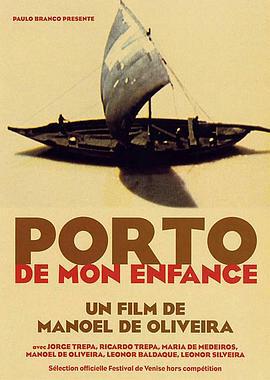 PAULO BRANCO PRESENTE
PORTO
DE MON ENFANCE
UN FILM DE
MANOEL DE OLIVEIRA
avec JORGE TREPA, RICARDO TREPA, MARIA DE MEDEIROS,
MANOEL DE OLIVEIRA, LEONOR BALDAQUE, LEONOR SILVEIRA
Sélection officielle Festival de Venise hors compétition